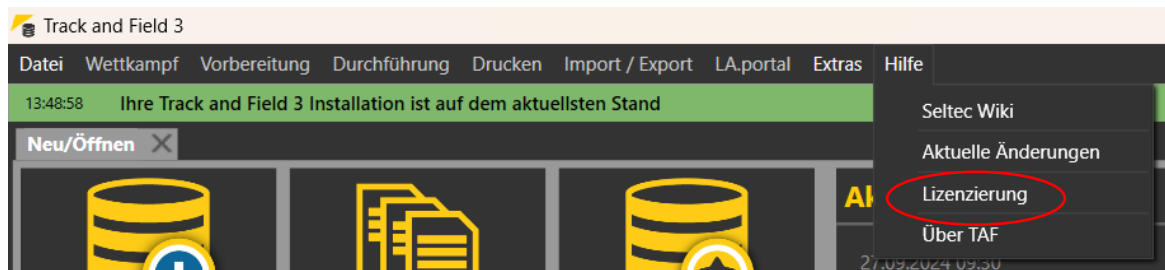 Track and Field 3
Datei Wettkampf Vorbereitung Durchführung Drucken Import / Export LA.portal Extras Hilfe
13:48:58 Ihre Track and Field 3 Installation ist auf dem aktuellsten Stand
Seltec Wiki
Neu/Öffnen
Aktuelle Änderungen
Lizenzierung
Über TAF
27.09.2024 09:30